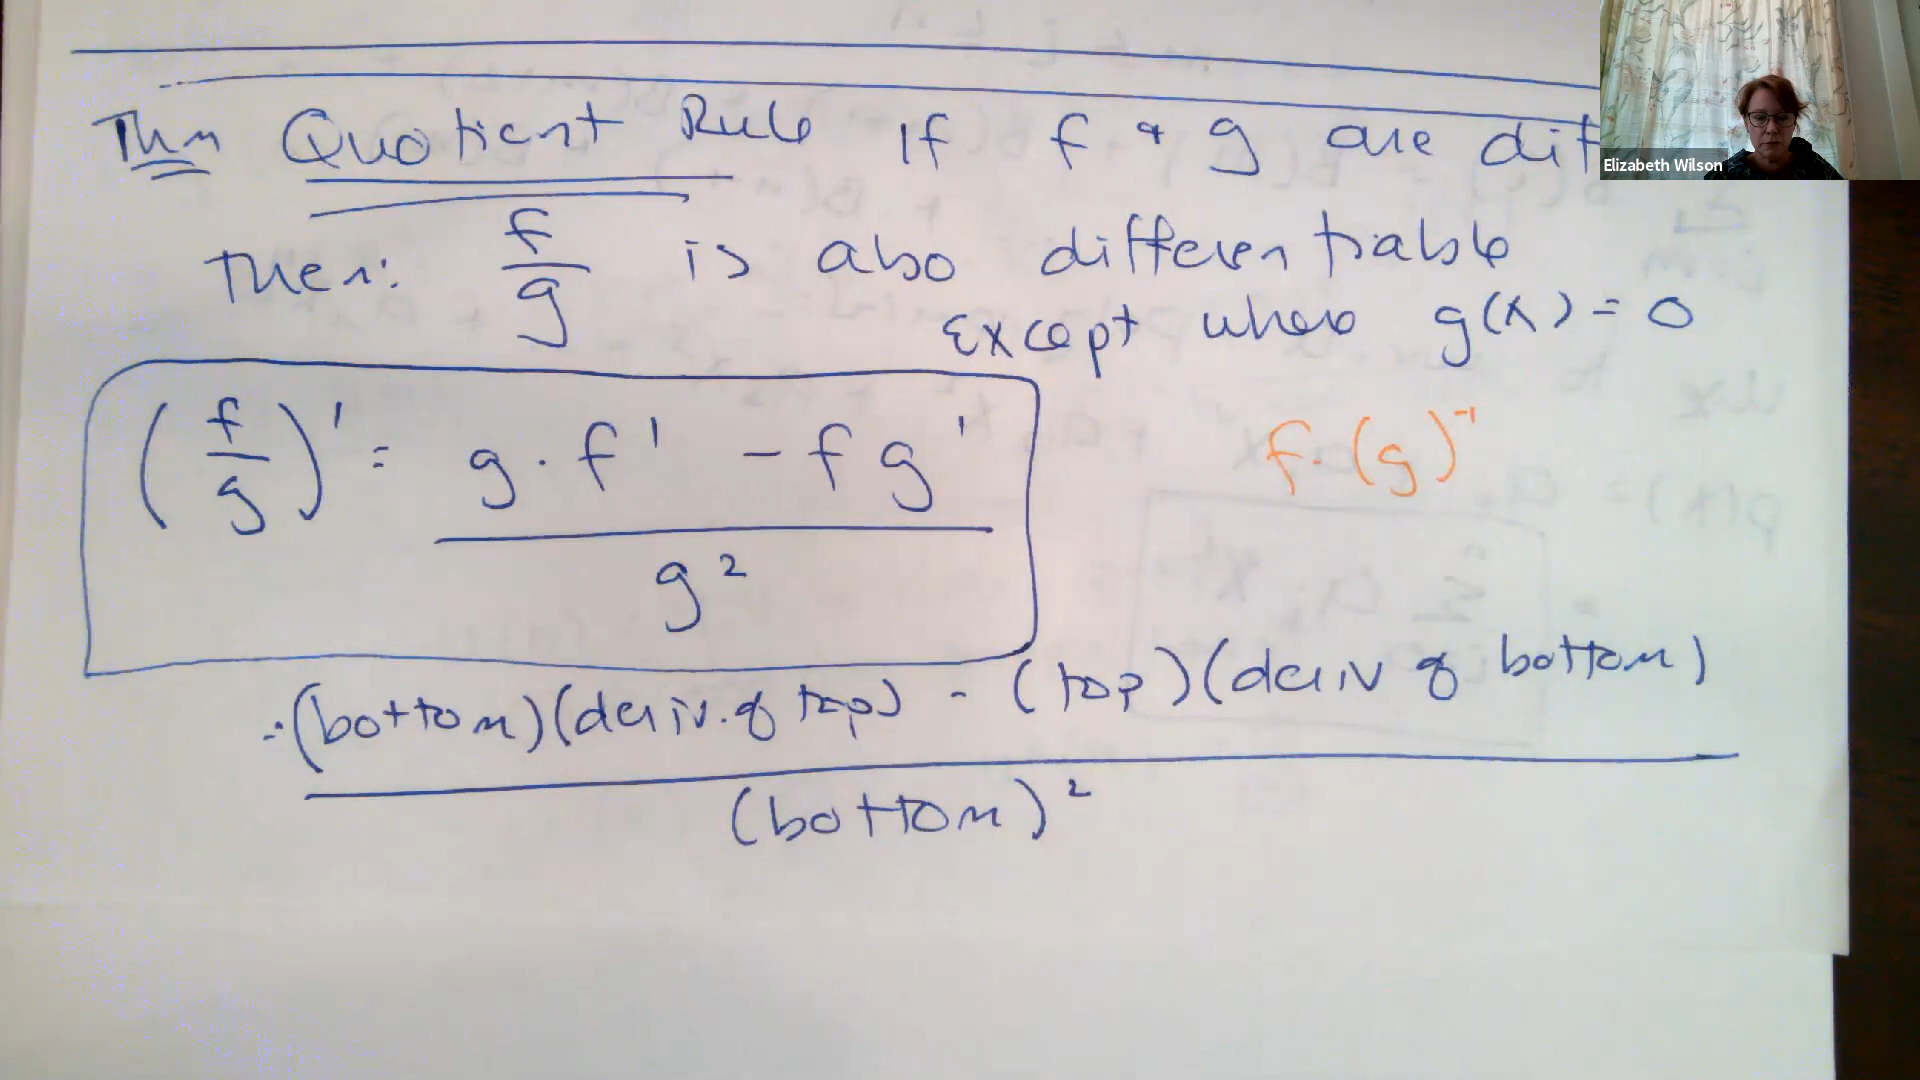 Thm Quotient Rule If f & g are dif
Elizabeth Wilson
Then: f/g is also differentiable
except where g(x) = 0
(f/g)' = (g · f' - f g') / g²
f · (g)⁻¹
(bottom)(deriv. of top) - (top)(deriv of bottom)
(bottom)²